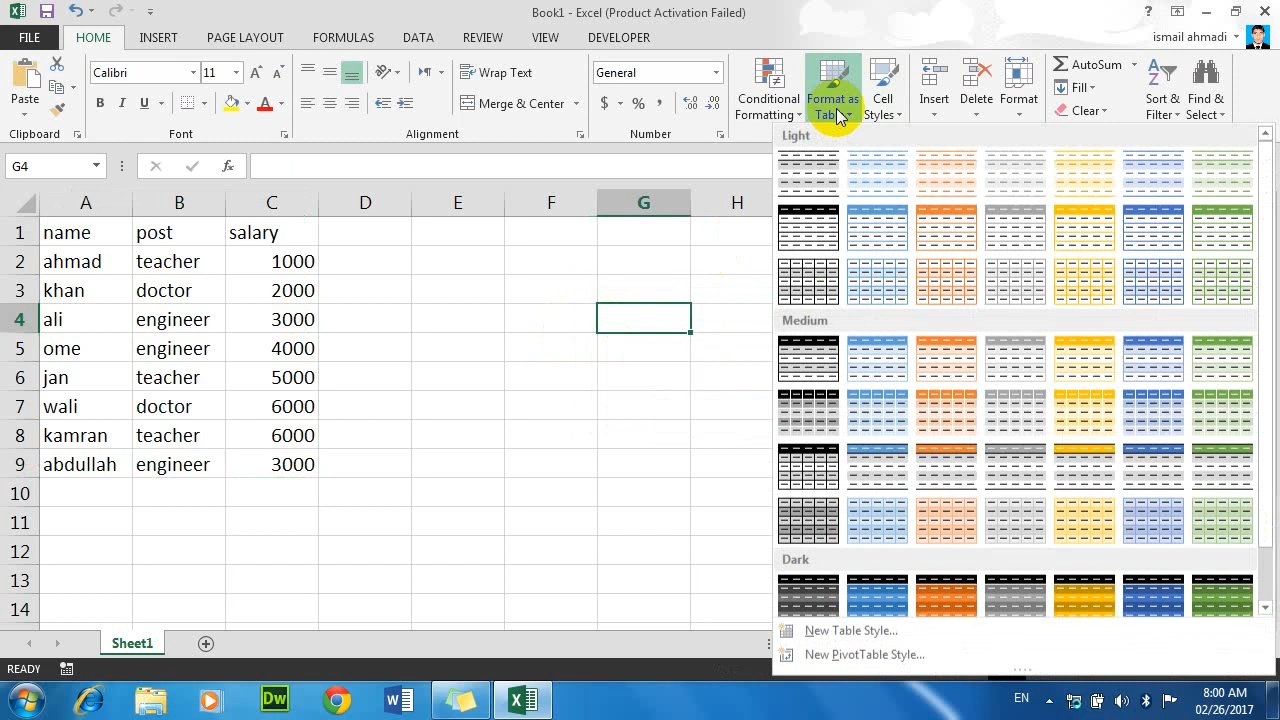 Book1 - Excel (Product Activation Failed)
FILE HOME INSERT PAGE LAYOUT FORMULAS DATA REVIEW VIEW DEVELOPER ismail ahmadi
Paste
Clipboard
Calibri 11
B I U
Font
Wrap Text
Merge & Center
Alignment
General
$ % ,
Number
Conditional
Formatting
Format as
Table
Cell
Styles
Insert
Delete
Format
AutoSum
Fill
Clear
Sort &
Filter
Find &
Select
G4 fx
A B C D E F G H
1 name post salary
2 ahmad teacher 1000
3 khan doctor 2000
4 ali engineer 3000
5 ome engineer 4000
6 jan teacher 5000
7 wali doctor 6000
8 kamran teacher 6000
9 abdullah engineer 3000
10
11
12
13
14
Light
Medium
Dark
New Table Style...
New PivotTable Style...
Sheet1
READY
Dw
EN
8:00 AM
02/26/2017